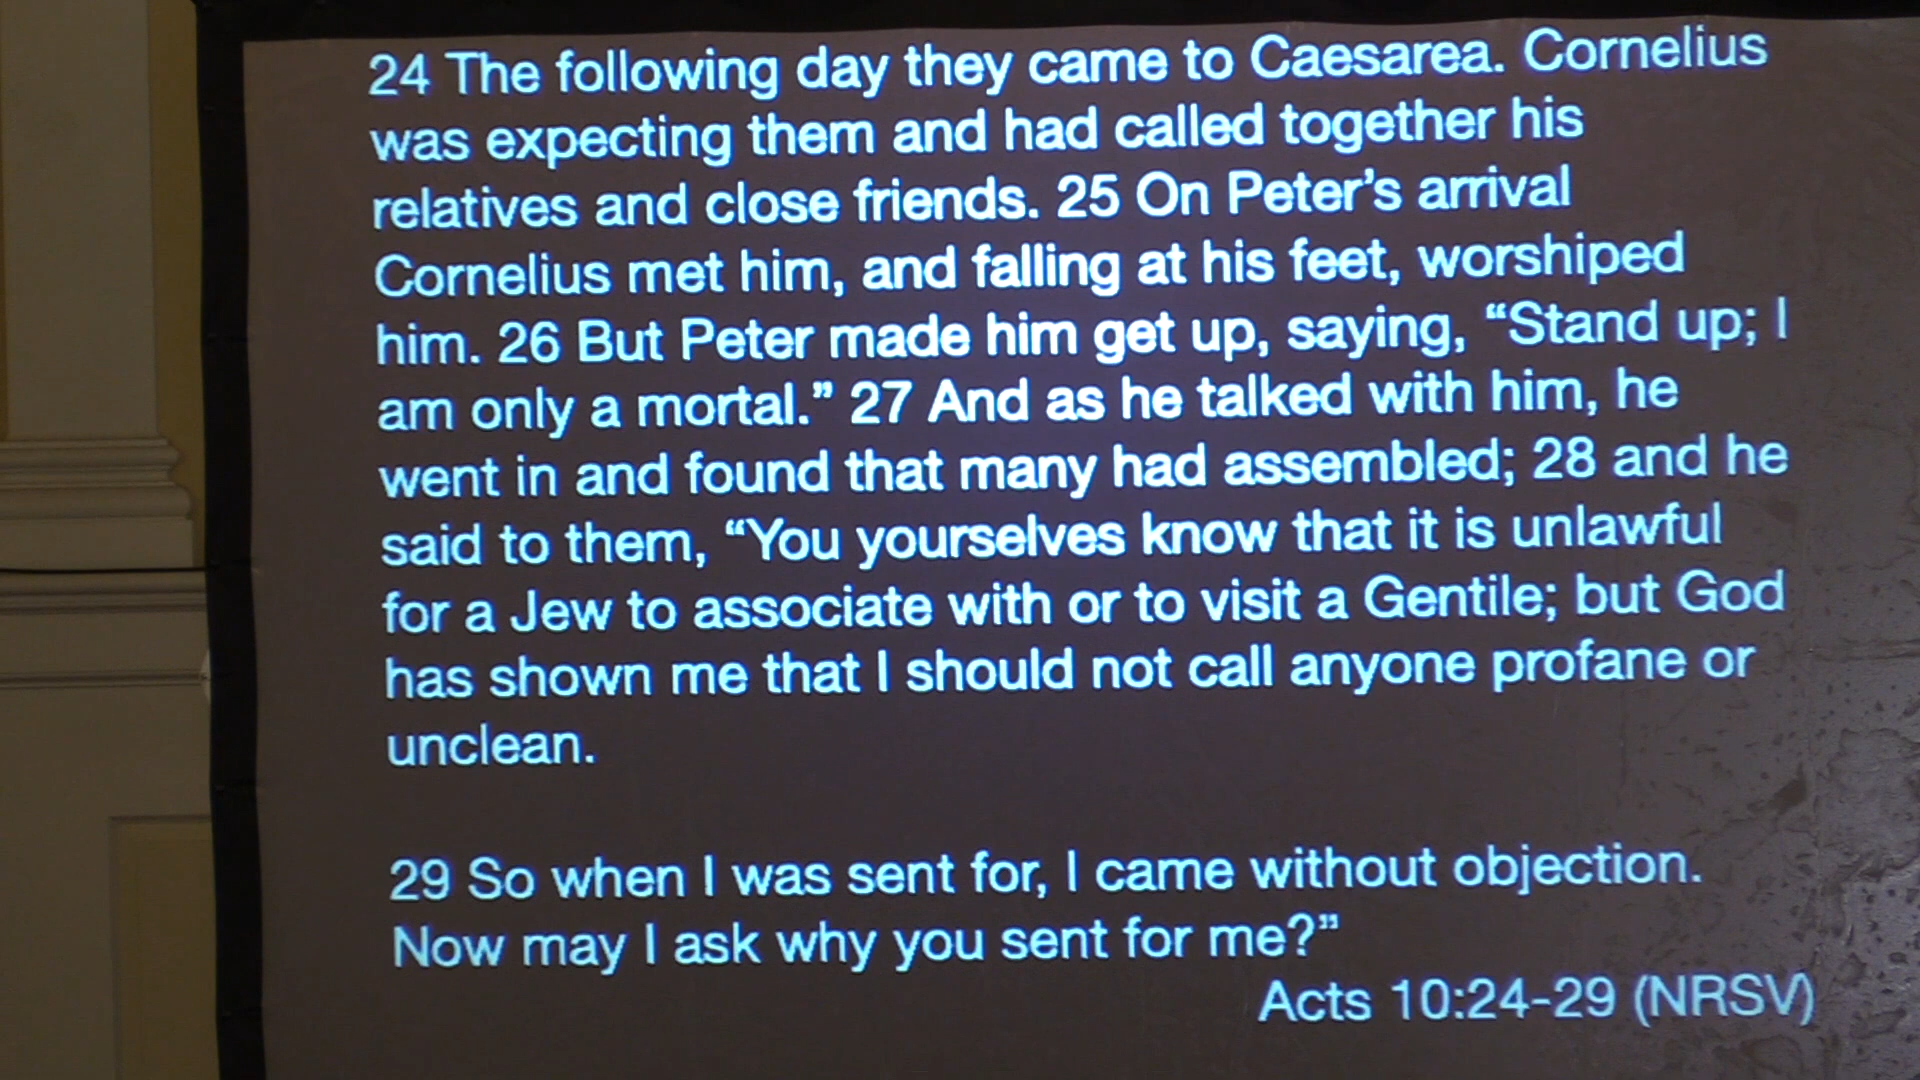 24 The following day they came to Caesarea. Cornelius
was expecting them and had called together his
relatives and close friends. 25 On Peter’s arrival
Cornelius met him, and falling at his feet, worshiped
him. 26 But Peter made him get up, saying, “Stand up; I
am only a mortal.” 27 And as he talked with him, he
went in and found that many had assembled; 28 and he
said to them, “You yourselves know that it is unlawful
for a Jew to associate with or to visit a Gentile; but God
has shown me that I should not call anyone profane or
unclean.
29 So when I was sent for, I came without objection.
Now may I ask why you sent for me?”
Acts 10:24-29 (NRSV)